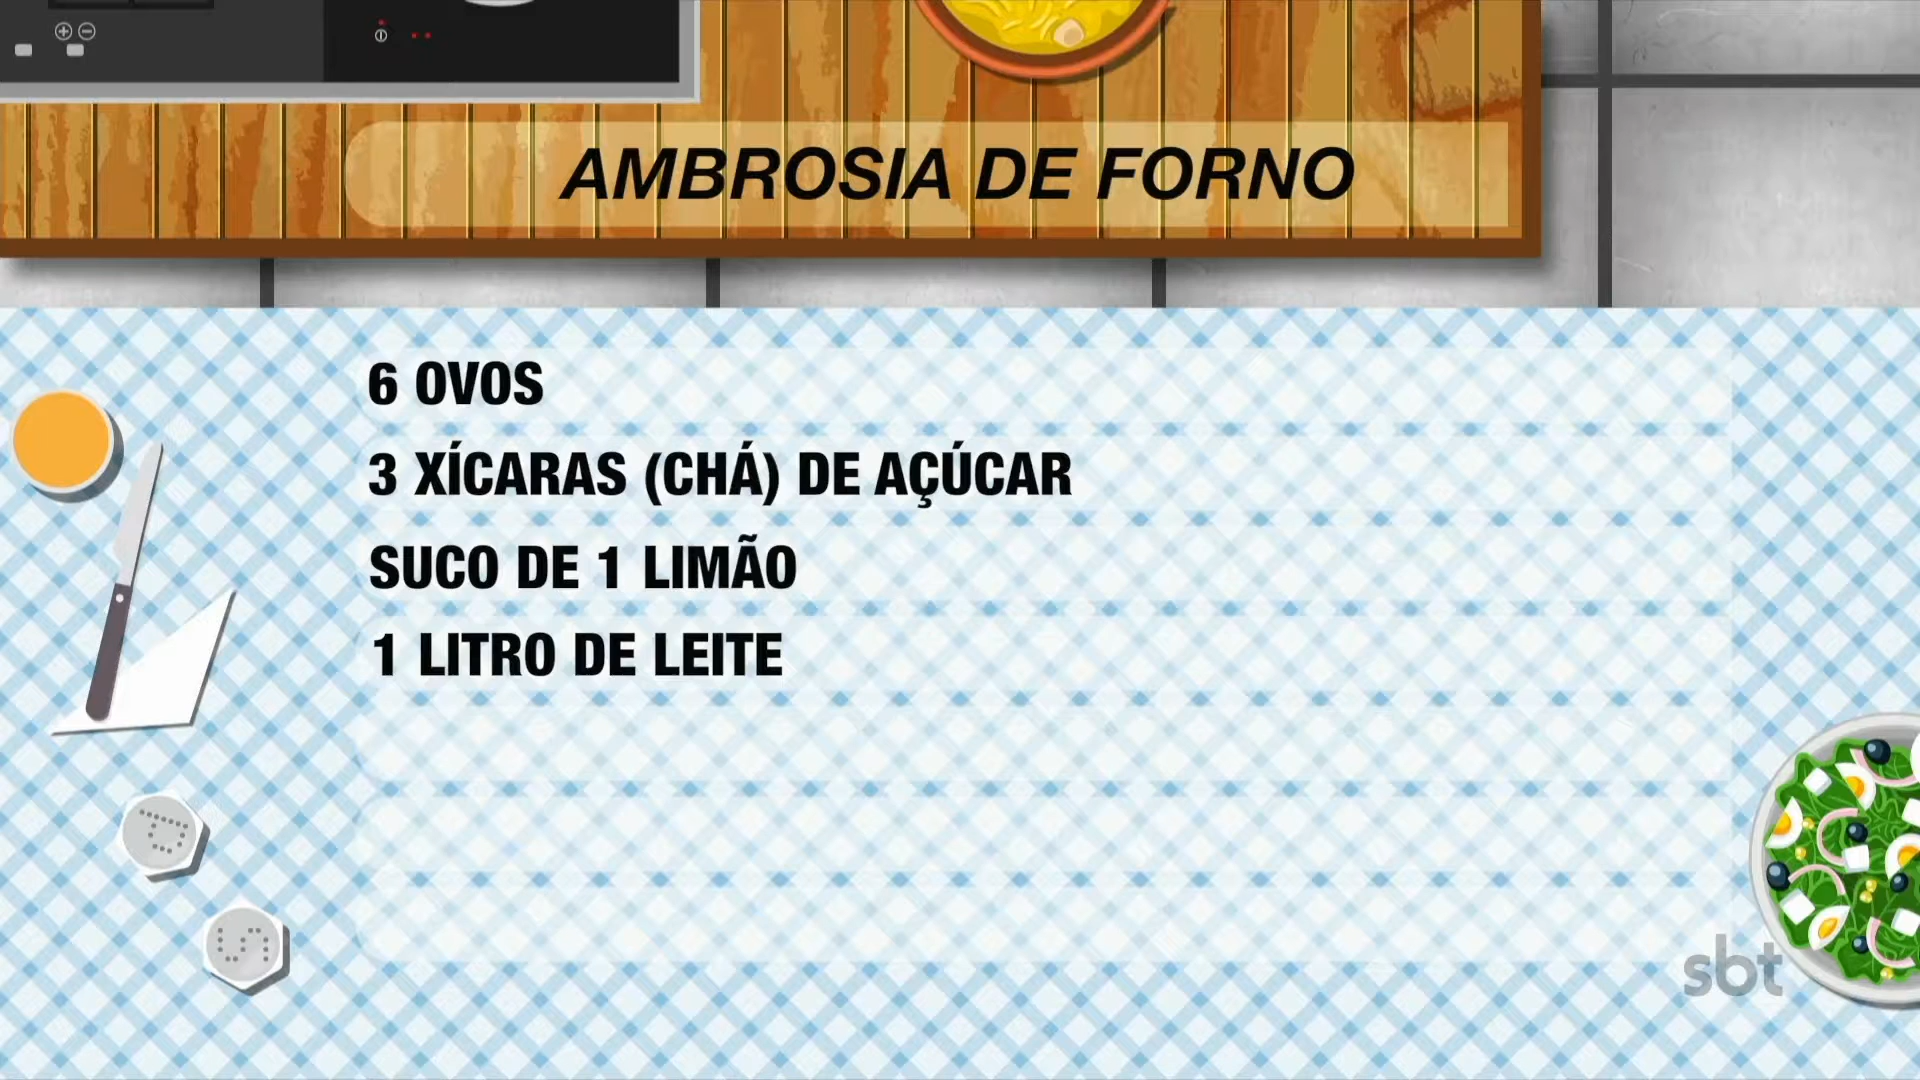 AMBROSIA DE FORNO
6 OVOS
3 XÍCARAS (CHÁ) DE AÇÚCAR
SUCO DE 1 LIMÃO
1 LITRO DE LEITE
sbt